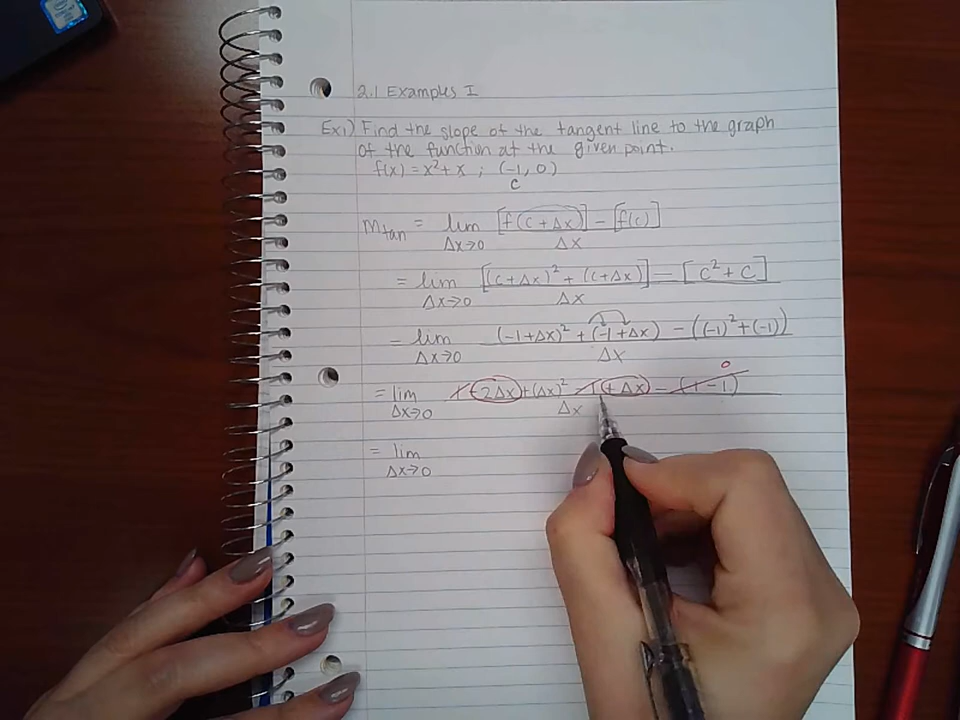 2.1 Examples I
Ex1) Find the slope of the tangent line to the graph
of the function at the given point.
f(x) = x² + x ; (-1, 0)
c
m_tan = lim Δx→0 [f(c + Δx)] - [f(c)] / Δx
= lim Δx→0 [(c+Δx)² + (c+Δx)] - [c² + c] / Δx
= lim Δx→0 (-1+Δx)² + (-1+Δx) - ((-1)² + (-1)) / Δx
= lim Δx→0 1 - 2Δx + (Δx)² - 1 + Δx - (1 - 1) / Δx
0
= lim Δx→0